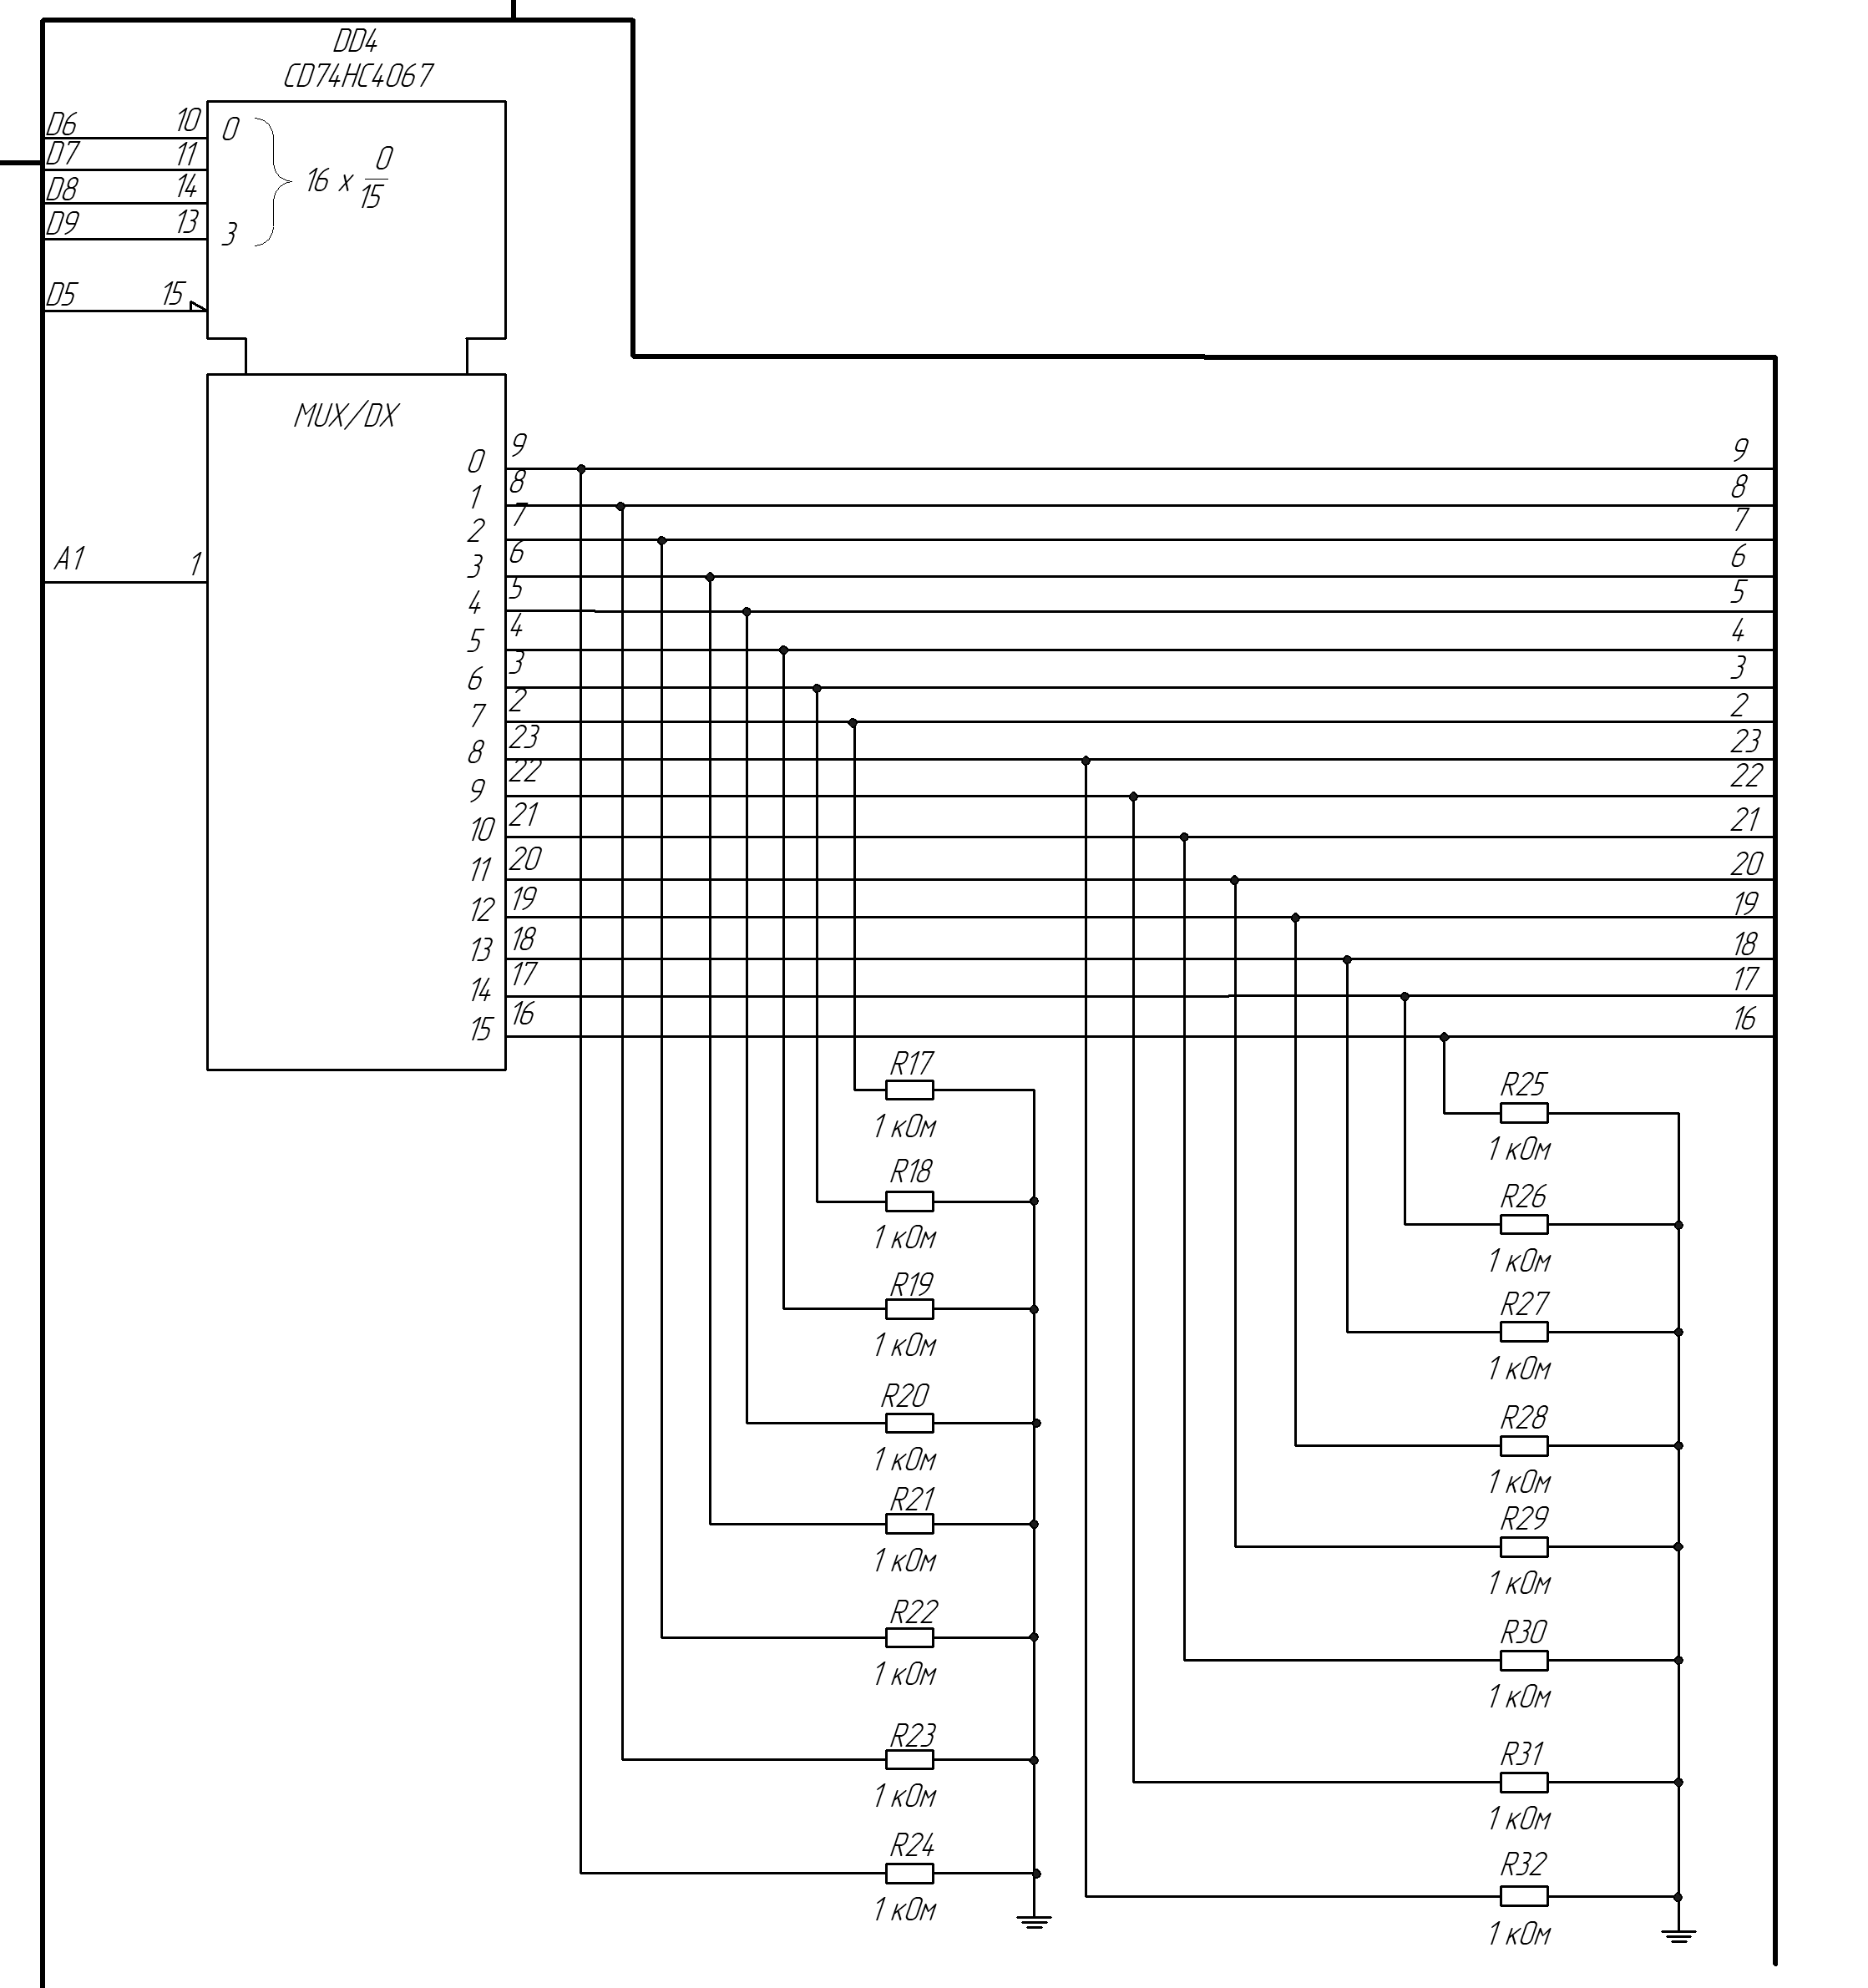 DD4
CD74HC4067
D6 10 0
D7 11
16 x 0/15
D8 14
D9 13 3
D5 15
MUX/DX
0 9 9
1 8 8
2 7 7
3 6 6
A1 1
4 5 5
5 4 4
6 3 3
7 2 2
8 23 23
9 22 22
10 21 21
11 20 20
12 19 19
13 18 18
14 17 17
15 16 16
R17
1 кОм
R18
1 кОм
R19
1 кОм
R20
1 кОм
R21
1 кОм
R22
1 кОм
R23
1 кОм
R24
1 кОм
R25
1 кОм
R26
1 кОм
R27
1 кОм
R28
1 кОм
R29
1 кОм
R30
1 кОм
R31
1 кОм
R32
1 кОм